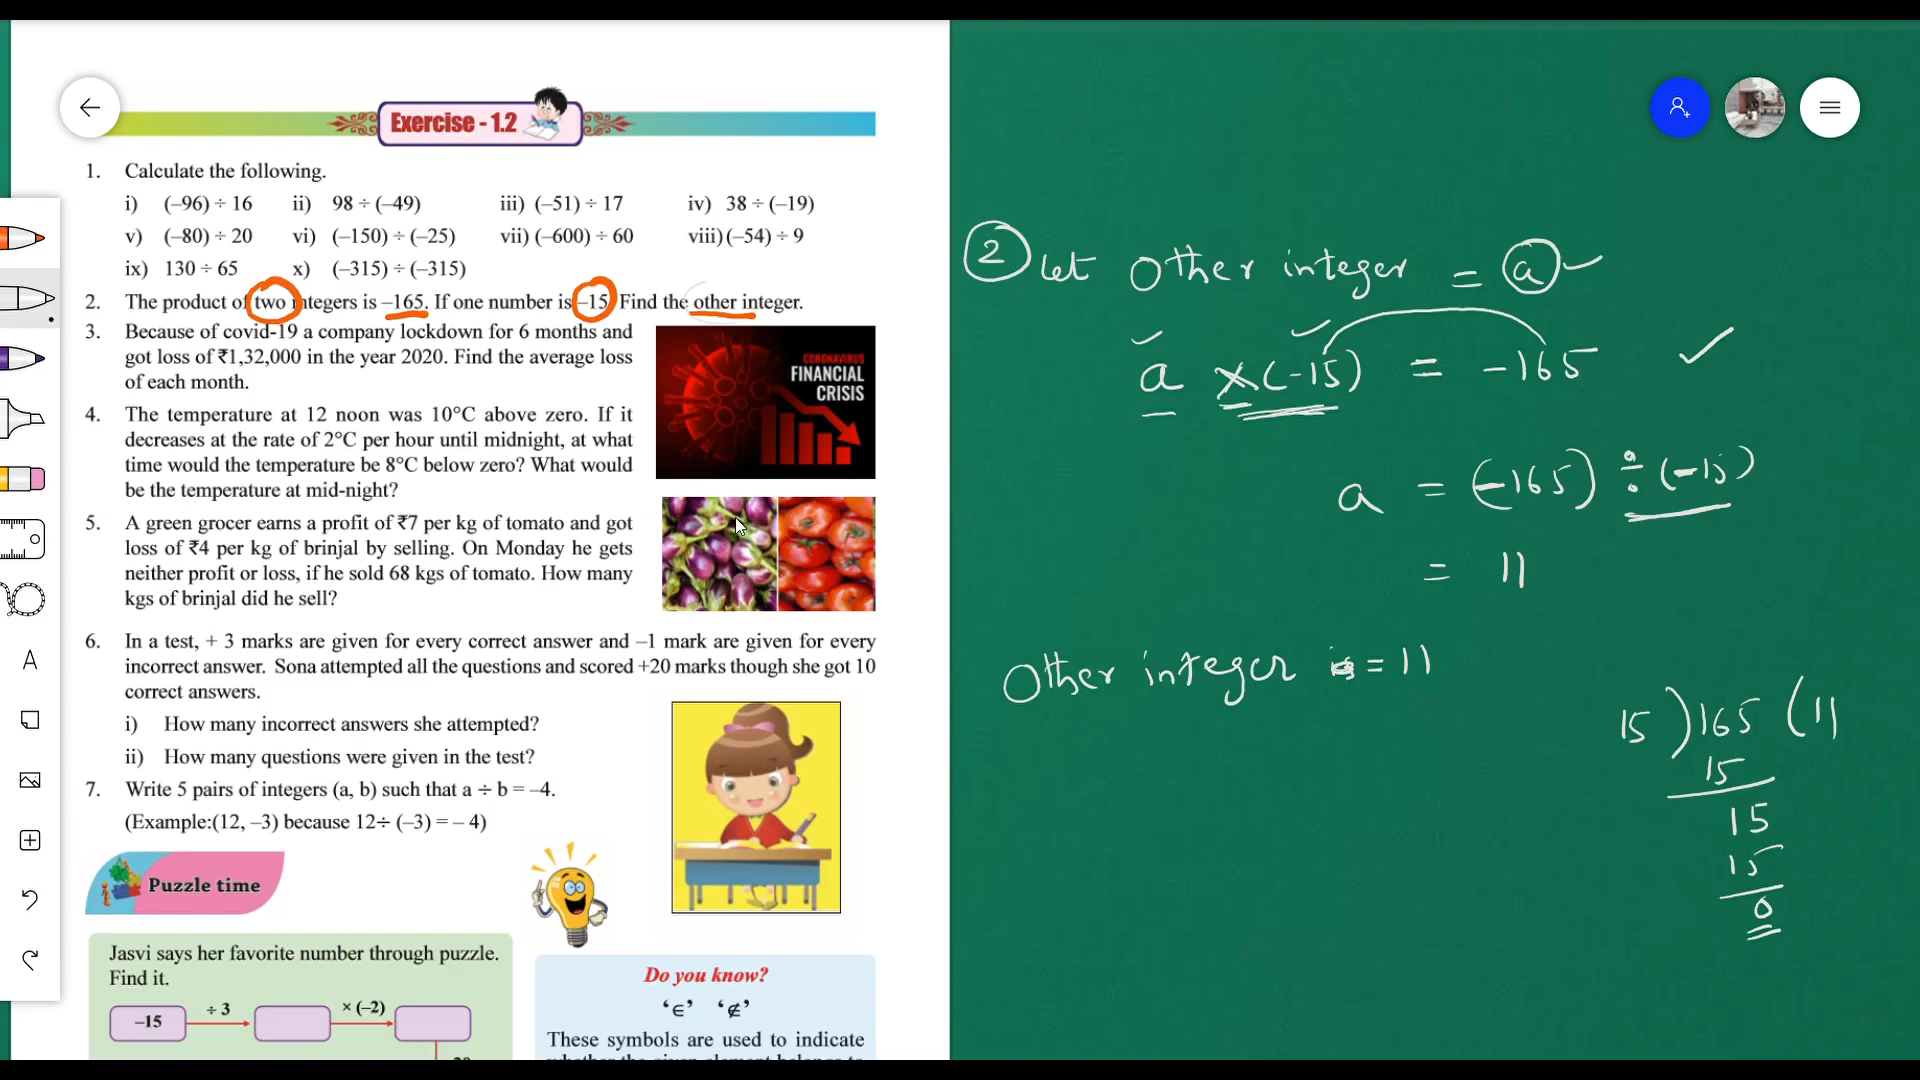 Exercise - 1.2
1. Calculate the following.
i) (–96) ÷ 16 ii) 98 ÷ (–49) iii) (–51) ÷ 17 iv) 38 ÷ (–19)
v) (–80) ÷ 20 vi) (–150) ÷ (–25) vii) (–600) ÷ 60 viii) (–54) ÷ 9
ix) 130 ÷ 65 x) (–315) ÷ (–315)
2. The product of two integers is –165. If one number is –15 Find the other integer.
3. Because of covid-19 a company lockdown for 6 months and
got loss of ₹1,32,000 in the year 2020. Find the average loss
of each month.
CORONAVIRUS
FINANCIAL
CRISIS
4. The temperature at 12 noon was 10°C above zero. If it
decreases at the rate of 2°C per hour until midnight, at what
time would the temperature be 8°C below zero? What would
be the temperature at mid-night?
5. A green grocer earns a profit of ₹7 per kg of tomato and got
loss of ₹4 per kg of brinjal by selling. On Monday he gets
neither profit or loss, if he sold 68 kgs of tomato. How many
kgs of brinjal did he sell?
6. In a test, + 3 marks are given for every correct answer and –1 mark are given for every
incorrect answer. Sona attempted all the questions and scored +20 marks though she got 10
correct answers.
i) How many incorrect answers she attempted?
ii) How many questions were given in the test?
7. Write 5 pairs of integers (a, b) such that a ÷ b = –4.
(Example:(12, –3) because 12÷ (–3) = – 4)
Puzzle time
Jasvi says her favorite number through puzzle.
Find it.
–15 ÷ 3 × (–2)
Do you know?
‘∈’ ‘∉’
These symbols are used to indicate
A
2 Let Other integer = a
a × (-15) = -165
a = (-165) ÷ (-15)
= 11
Other integer = 11
15 ) 165 ( 11
15
15
15
0